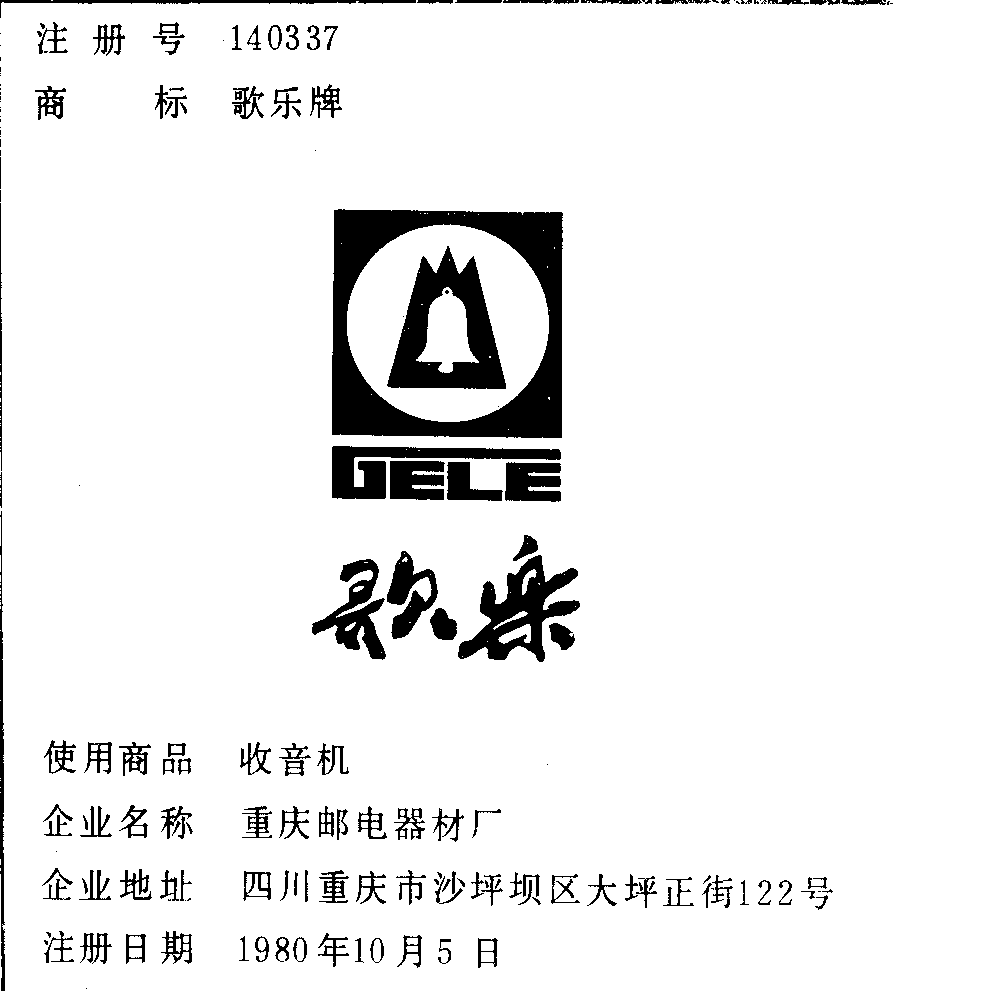 注册号 140337
商标 歌乐牌
GELE
歌樂
使用商品 收音机
企业名称 重庆邮电器材厂
企业地址 四川重庆市沙坪坝区大坪正街122号
注册日期 1980年10月5日